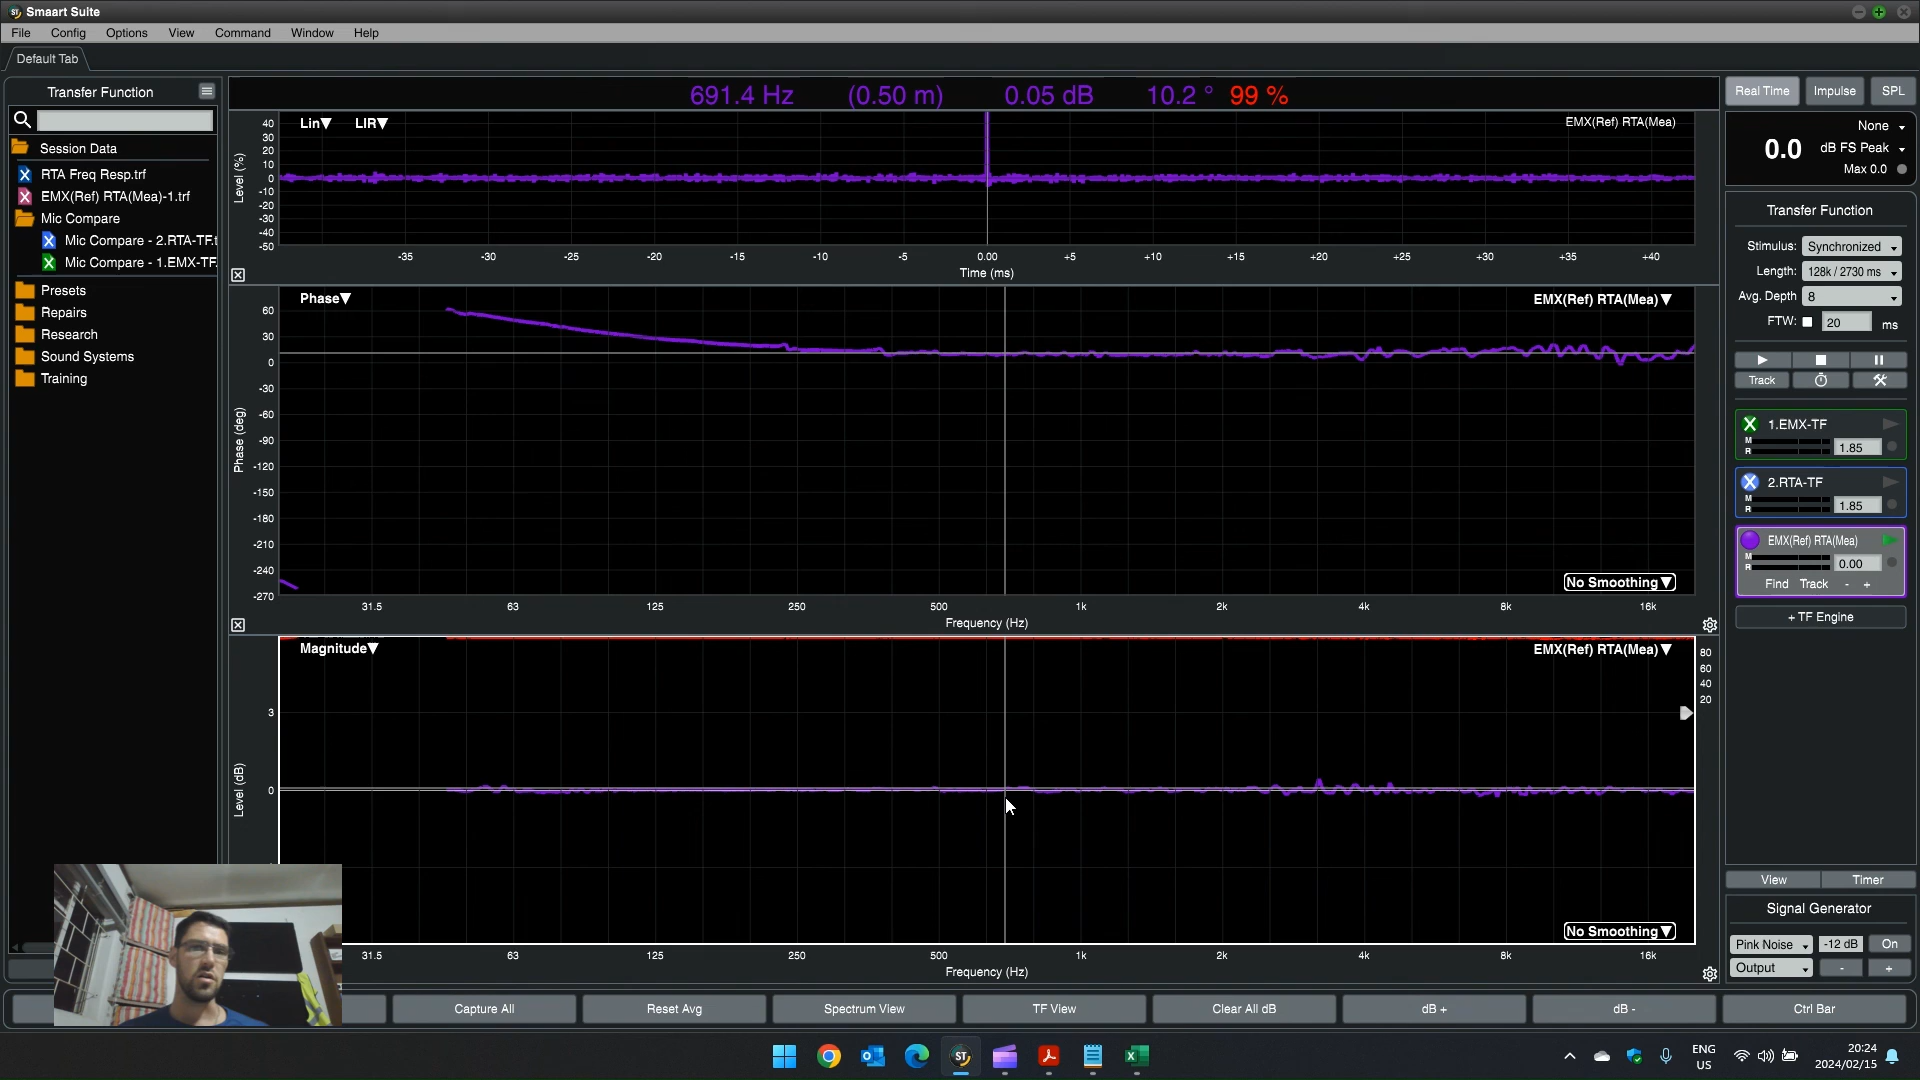 Smaart Suite
File Config Options View Command Window Help
Default Tab
Transfer Function
Session Data
RTA Freq Resp.trf
EMX(Ref) RTA(Mea)-1.trf
Mic Compare
Mic Compare - 2.RTA-TF.t
Mic Compare - 1.EMX-TF.
Presets
Repairs
Research
Sound Systems
Training
691.4 Hz (0.50 m) 0.05 dB 10.2 ° 99 %
Lin▼ LIR▼ EMX(Ref) RTA(Mea)
Level (%)
40
30
20
10
0
-10
-20
-30
-40
-50
-35 -30 -25 -20 -15 -10 -5 0.00 +5 +10 +15 +20 +25 +30 +35 +40
Time (ms)
Phase▼ EMX(Ref) RTA(Mea)▼
Phase (deg)
60
30
0
-30
-60
-90
-120
-150
-180
-210
-240
-270
No Smoothing▼
31.5 63 125 250 500 1k 2k 4k 8k 16k
Frequency (Hz)
Magnitude▼ EMX(Ref) RTA(Mea)▼
Level (dB)
3
0
80
60
40
20
No Smoothing▼
31.5 63 125 250 500 1k 2k 4k 8k 16k
Frequency (Hz)
Real Time Impulse SPL
None
0.0 dB FS Peak
Max 0.0
Transfer Function
Stimulus: Synchronized
Length: 128k / 2730 ms
Avg. Depth 8
FTW: 20 ms
Track
1.EMX-TF
M
R 1.85
2.RTA-TF
M
R 1.85
EMX(Ref) RTA(Mea)
M
R 0.00
Find Track - +
+ TF Engine
View Timer
Signal Generator
Pink Noise -12 dB On
Output - +
Capture All Reset Avg Spectrum View TF View Clear All dB dB + dB - Ctrl Bar
ENG
US
20:24
2024/02/15